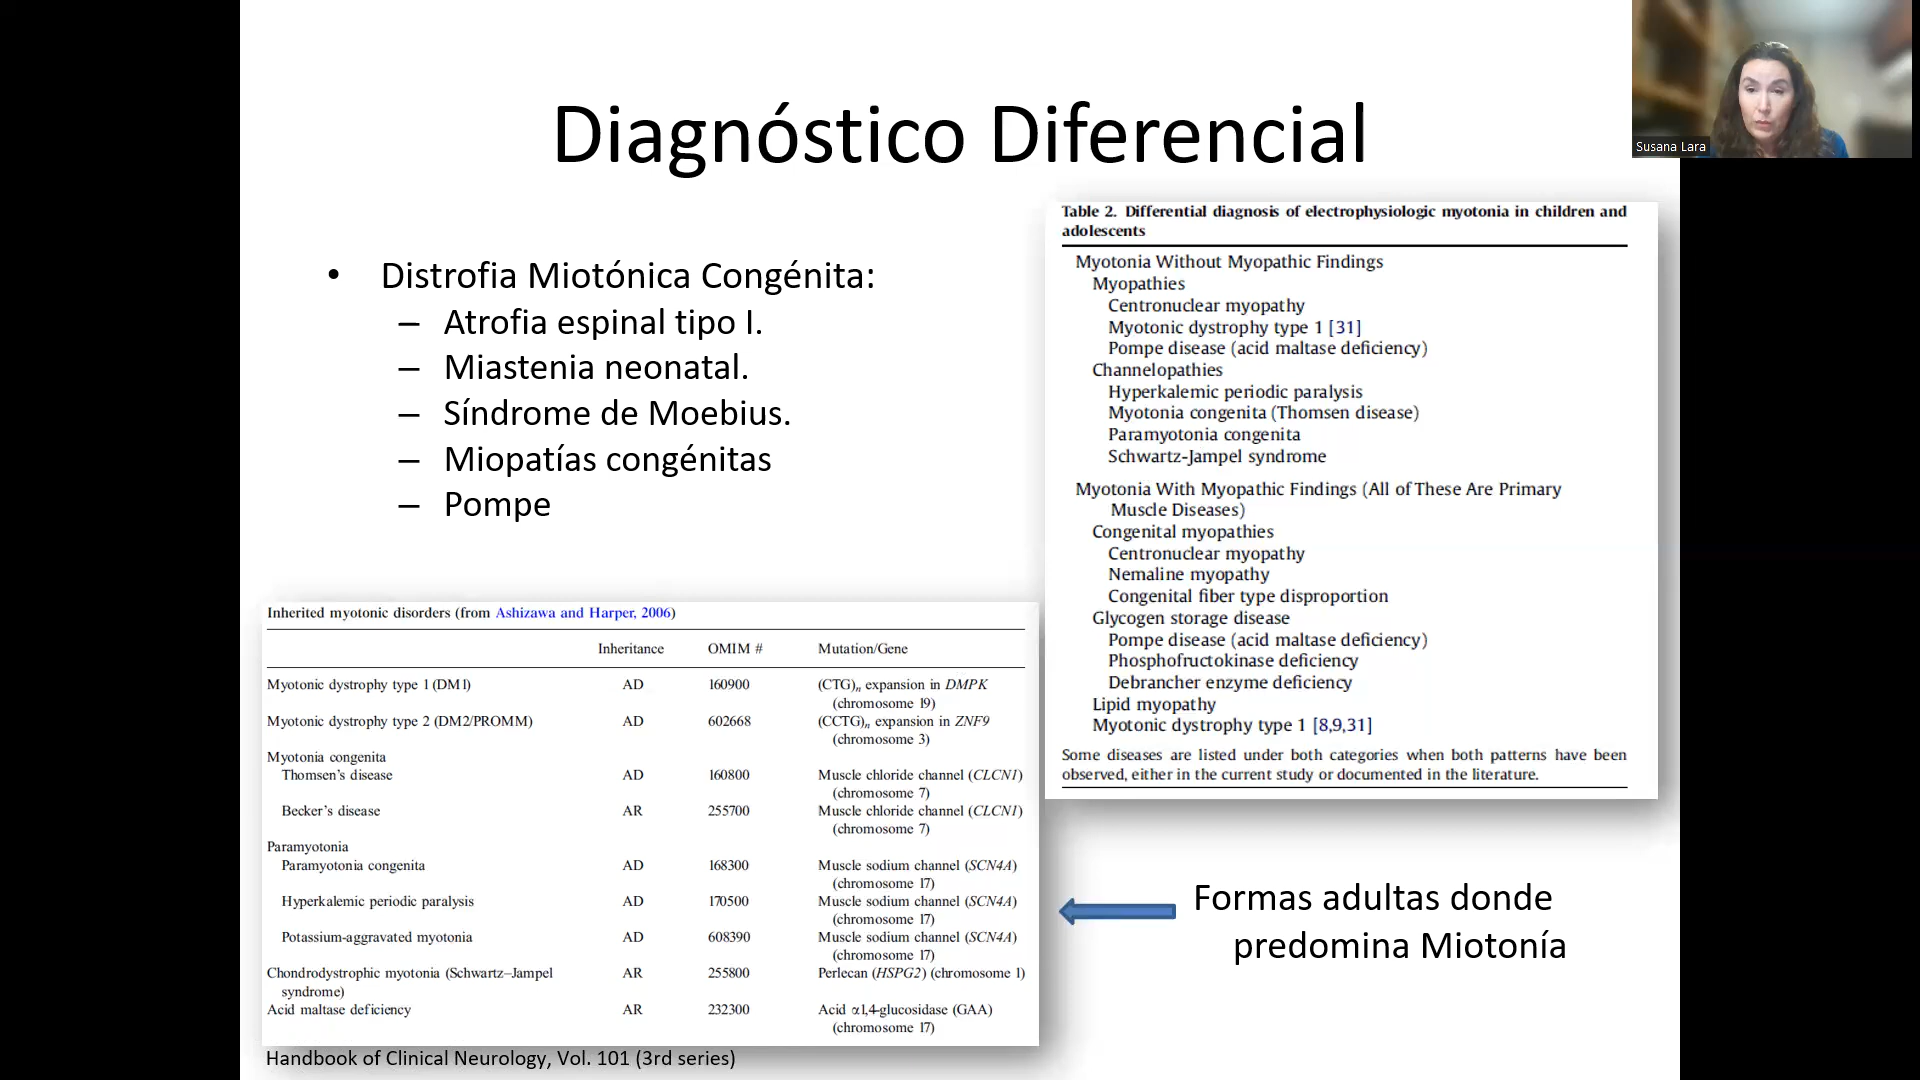 Diagnóstico Diferencial
Susana Lara
• Distrofia Miotónica Congénita:
– Atrofia espinal tipo I.
– Miastenia neonatal.
– Síndrome de Moebius.
– Miopatías congénitas
– Pompe
Table 2. Differential diagnosis of electrophysiologic myotonia in children and
adolescents
Myotonia Without Myopathic Findings
Myopathies
Centronuclear myopathy
Myotonic dystrophy type 1 [31]
Pompe disease (acid maltase deficiency)
Channelopathies
Hyperkalemic periodic paralysis
Myotonia congenita (Thomsen disease)
Paramyotonia congenita
Schwartz-Jampel syndrome
Myotonia With Myopathic Findings (All of These Are Primary
Muscle Diseases)
Congenital myopathies
Centronuclear myopathy
Nemaline myopathy
Congenital fiber type disproportion
Glycogen storage disease
Pompe disease (acid maltase deficiency)
Phosphofructokinase deficiency
Debrancher enzyme deficiency
Lipid myopathy
Myotonic dystrophy type 1 [8,9,31]
Some diseases are listed under both categories when both patterns have been
observed, either in the current study or documented in the literature.
Inherited myotonic disorders (from Ashizawa and Harper, 2006)
Inheritance OMIM # Mutation/Gene
Myotonic dystrophy type 1 (DM1) AD 160900 (CTG)n expansion in DMPK
(chromosome 19)
Myotonic dystrophy type 2 (DM2/PROMM) AD 602668 (CCTG)n expansion in ZNF9
(chromosome 3)
Myotonia congenita
Thomsen's disease AD 160800 Muscle chloride channel (CLCN1)
(chromosome 7)
Becker's disease AR 255700 Muscle chloride channel (CLCN1)
(chromosome 7)
Paramyotonia
Paramyotonia congenita AD 168300 Muscle sodium channel (SCN4A)
(chromosome 17)
Hyperkalemic periodic paralysis AD 170500 Muscle sodium channel (SCN4A)
(chromosome 17)
Potassium-aggravated myotonia AD 608390 Muscle sodium channel (SCN4A)
(chromosome 17)
Chondrodystrophic myotonia (Schwartz–Jampel AR 255800 Perlecan (HSPG2) (chromosome 1)
syndrome)
Acid maltase deficiency AR 232300 Acid α1,4-glucosidase (GAA)
(chromosome 17)
Formas adultas donde
predomina Miotonía
Handbook of Clinical Neurology, Vol. 101 (3rd series)